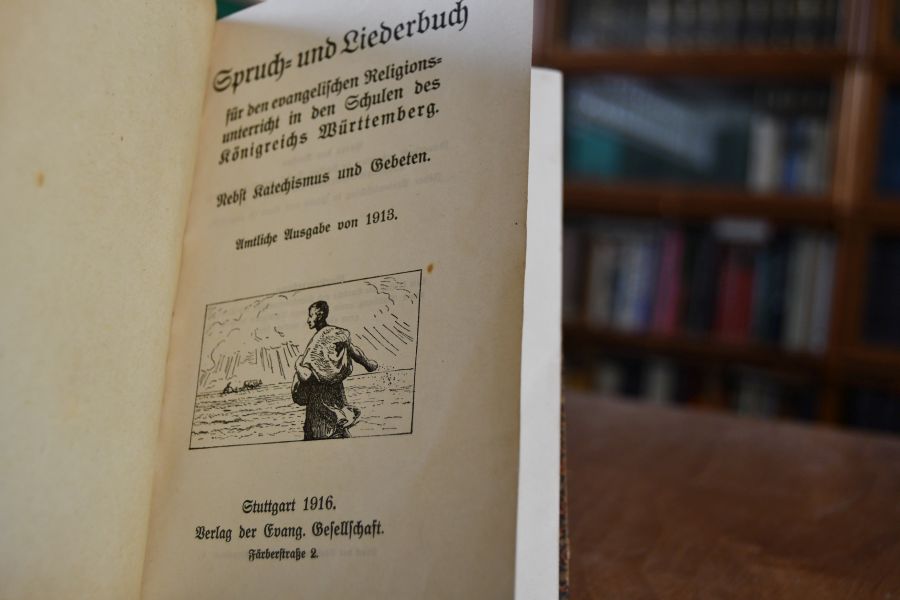 Spruch- und Liederbuch
für den evangelischen Religions-
unterricht in den Schulen des
Königreichs Württemberg.
Nebst Katechismus und Gebeten.
Amtliche Ausgabe von 1913.
Stuttgart 1916.
Verlag der Evang. Gesellschaft.
Färberstraße 2.